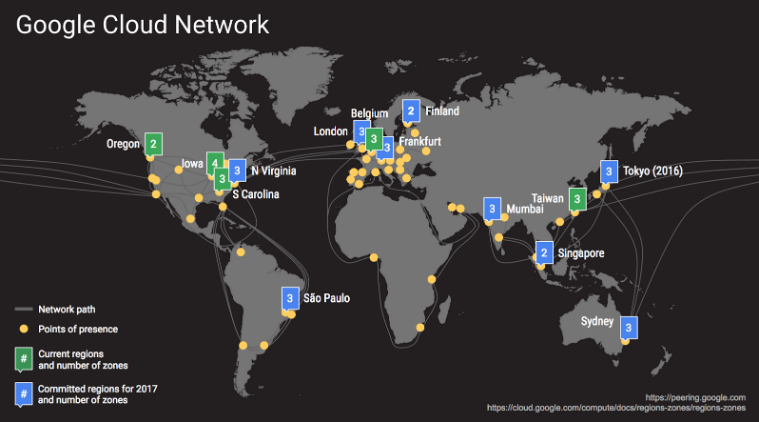 Google Cloud Network
Finland
2
Belgium
London
3
3
3
Frankfurt
Oregon
2
Iowa
4
3
N Virginia
3
S Carolina
3
Tokyo (2016)
Taiwan
3
3
Mumbai
2
Singapore
3
São Paulo
Sydney
3
Network path
Points of presence
#
Current regions
and number of zones
#
Committed regions for 2017
and number of zones
https://peering.google.com
https://cloud.google.com/compute/docs/regions-zones/regions-zones